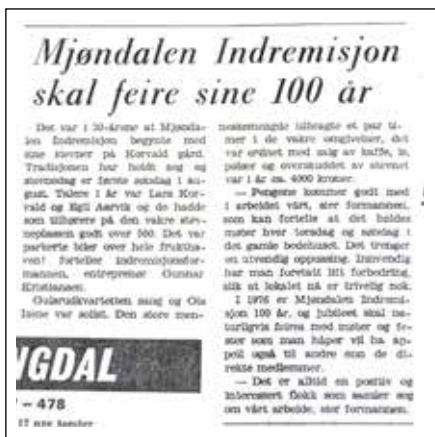 Mjøndalen Indremisjon
skal feire sine 100 år
Det var i 30-årene at Mjønda-
len Indremisjon begynte med
sine stevner på Korvald gård.
Tradisjonen har holdt seg og
stevnedag er første søndag i au-
gust. Talere i år var Lars Kor-
vald og Egil Aarvik og de hadde
som tilhørere på den vakre stev-
neplassen godt over 500. Det var
parkerte biler over hele fruktha-
ven! forteller indremisjonsfor-
mannen, entreprenør Gunnar
Kristiansen.
Gulsrudkvartetten sang og Ola
var solist. Den store men-
neskemengde tilbragte et par ti-
mer i de vakre omgivelser, det
var ordnet med salg av kaffe, is,
pølser og overskuddet av stevnet
var i år ca. 4000 kroner.
— Pengene kommer godt med
i arbeidet vårt, sier formannen,
som kan fortelle at det holdes
møter hver torsdag og søndag i
det gamle bedehuset. Det trenger
en utvendig oppussing. Innvendig
har man foretatt litt forbedring,
slik at lokalet nå er trivelig nok.
I 1976 er Mjøndalen Indremi-
sjon 100 år, og jubileet skal na-
turligvis feires med møter og fe-
ster som man håper vil ha ap-
pell også til andre som de di-
rekte medlemmer.
— Det er alltid en positiv og
interessert flokk som samler seg
om vårt arbeide, sier formannen.
NGDAL
– 478
17 nye